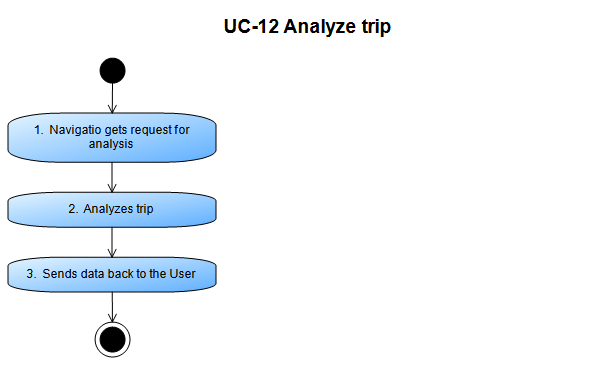 UC-12 Analyze trip
1. Navigatio gets request for
analysis
2. Analyzes trip
3. Sends data back to the User